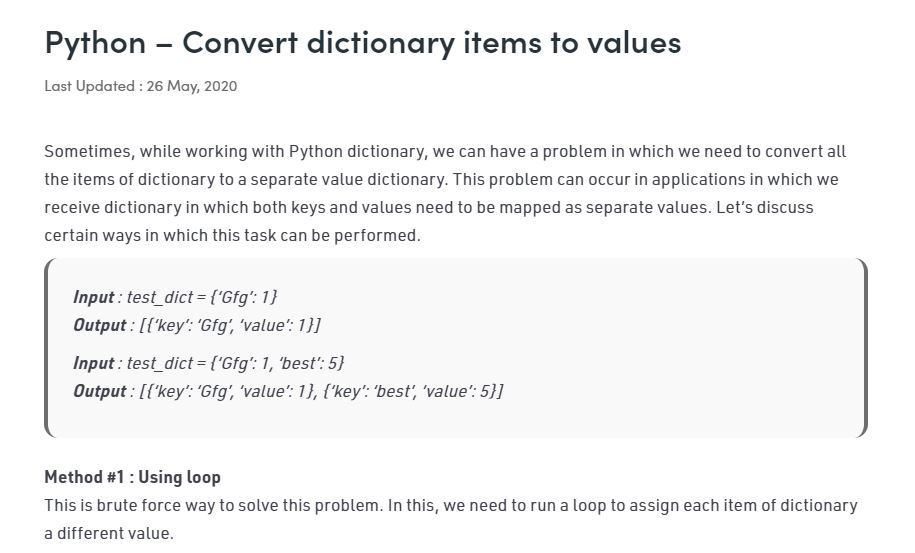 Python – Convert dictionary items to values
Last Updated : 26 May, 2020
Sometimes, while working with Python dictionary, we can have a problem in which we need to convert all
the items of dictionary to a separate value dictionary. This problem can occur in applications in which we
receive dictionary in which both keys and values need to be mapped as separate values. Let’s discuss
certain ways in which this task can be performed.
Input : test_dict = {‘Gfg’: 1}
Output : [{‘key’: ‘Gfg’, ‘value’: 1}]
Input : test_dict = {‘Gfg’: 1, ‘best’: 5}
Output : [{‘key’: ‘Gfg’, ‘value’: 1}, {‘key’: ‘best’, ‘value’: 5}]
Method #1 : Using loop
This is brute force way to solve this problem. In this, we need to run a loop to assign each item of dictionary
a different value.